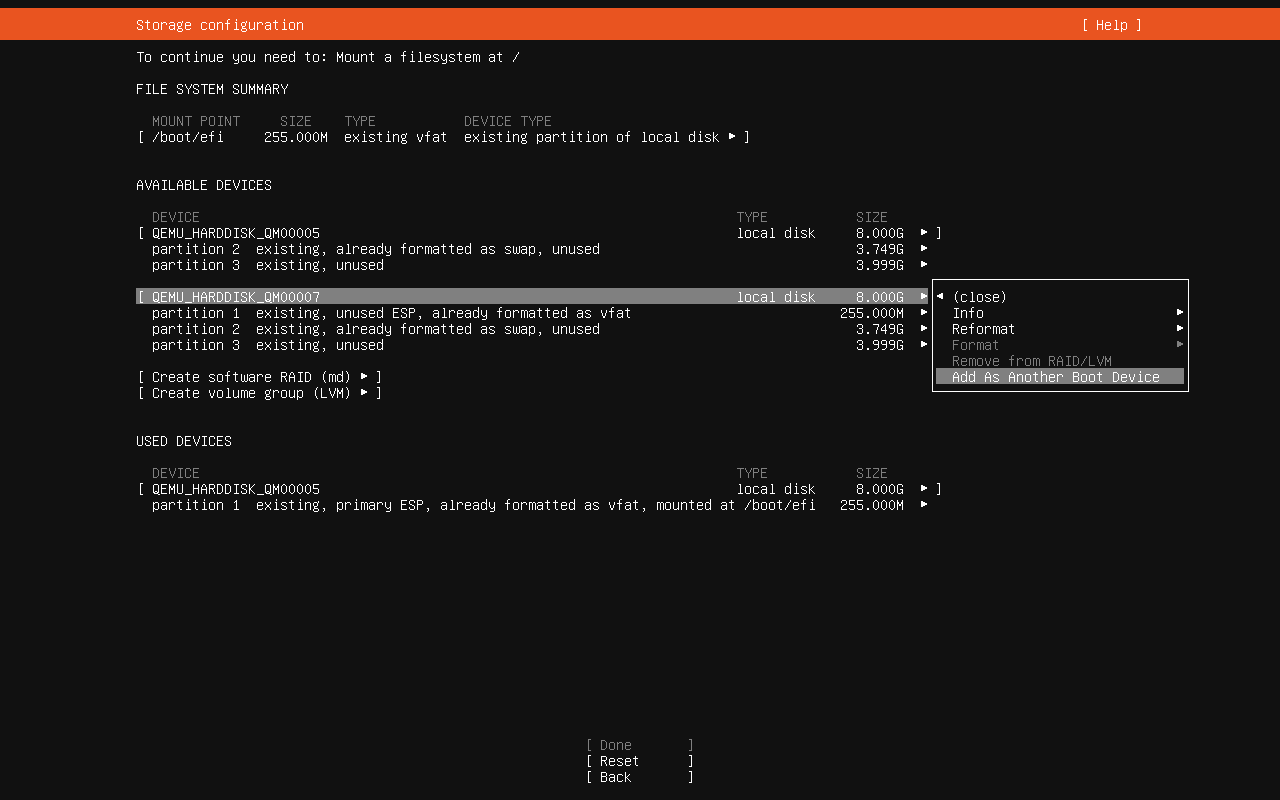 Storage configuration [ Help ]
To continue you need to: Mount a filesystem at /
FILE SYSTEM SUMMARY
MOUNT POINT SIZE TYPE DEVICE TYPE
[ /boot/efi 255.000M existing vfat existing partition of local disk ▸ ]
AVAILABLE DEVICES
DEVICE TYPE SIZE
[ QEMU_HARDDISK_QM00005 local disk 8.000G ▸ ]
partition 2 existing, already formatted as swap, unused 3.749G ▸
partition 3 existing, unused 3.999G ▸
[ QEMU_HARDDISK_QM00007 local disk 8.000G ▸
partition 1 existing, unused ESP, already formatted as vfat 255.000M ▸
partition 2 existing, already formatted as swap, unused 3.749G ▸
partition 3 existing, unused 3.999G ▸
◂ (close)
Info ▸
Reformat ▸
Format ▸
Remove from RAID/LVM
Add As Another Boot Device
[ Create software RAID (md) ▸ ]
[ Create volume group (LVM) ▸ ]
USED DEVICES
DEVICE TYPE SIZE
[ QEMU_HARDDISK_QM00005 local disk 8.000G ▸ ]
partition 1 existing, primary ESP, already formatted as vfat, mounted at /boot/efi 255.000M ▸
[ Done ]
[ Reset ]
[ Back ]